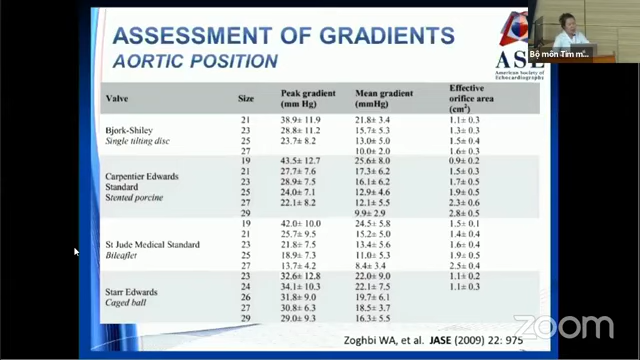 ASSESSMENT OF GRADIENTS
AORTIC POSITION
ASE
American Society of
Echocardiography
Bộ môn Tim m...
Valve Size Peak gradient (mm Hg) Mean gradient (mmHg) Effective orifice area (cm²)
Bjork-Shiley
Single tilting disc
21 38.9± 11.9 21.8± 3.4 1.1± 0.3
23 28.8± 11.2 15.7± 5.3 1.3± 0.3
25 23.7± 8.2 13.0± 5.0 1.5± 0.4
27 10.0± 2.0 1.6± 0.3
Carpentier Edwards
Standard
Stented porcine
19 43.5± 12.7 25.6± 8.0 0.9± 0.2
21 27.7± 7.6 17.3± 6.2 1.5± 0.3
23 28.9± 7.5 16.1± 6.2 1.7± 0.5
25 24.0± 7.1 12.9± 4.6 1.9± 0.5
27 22.1± 8.2 12.1± 5.5 2.3± 0.6
29 9.9± 2.9 2.8± 0.5
St Jude Medical Standard
Bileaflet
19 42.0± 10.0 24.5± 5.8 1.5± 0.1
21 25.7± 9.5 15.2± 5.0 1.4± 0.4
23 21.8± 7.5 13.4± 5.6 1.6± 0.4
25 18.9± 7.3 11.0± 5.3 1.9± 0.5
27 13.7± 4.2 8.4± 3.4 2.5± 0.4
Starr Edwards
Caged ball
23 32.6± 12.8 22.0± 9.0 1.1± 0.2
24 34.1± 10.3 22.1± 7.5 1.1± 0.3
26 31.8± 9.0 19.7± 6.1
27 30.8± 6.3 18.5± 3.7
29 29.0± 9.3 16.3± 5.5
Zoghbi WA, et al. JASE (2009) 22: 975
zoom